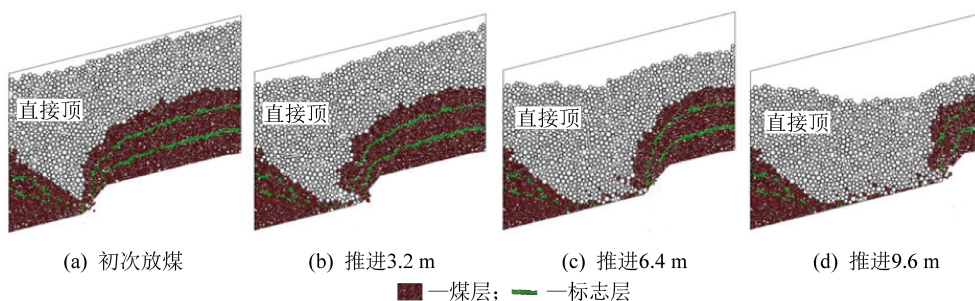 直接顶
直接顶
直接顶
直接顶
(a) 初次放煤
(b) 推进3.2 m
(c) 推进6.4 m
(d) 推进9.6 m
—煤层; —标志层